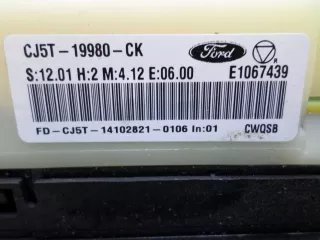 CJ5T-19980-CK
Ford
S:12.01 H:2 M:4.12 E:06.00
E1067439
FD-CJ5T-14102821-0106 In:01
CWQSB